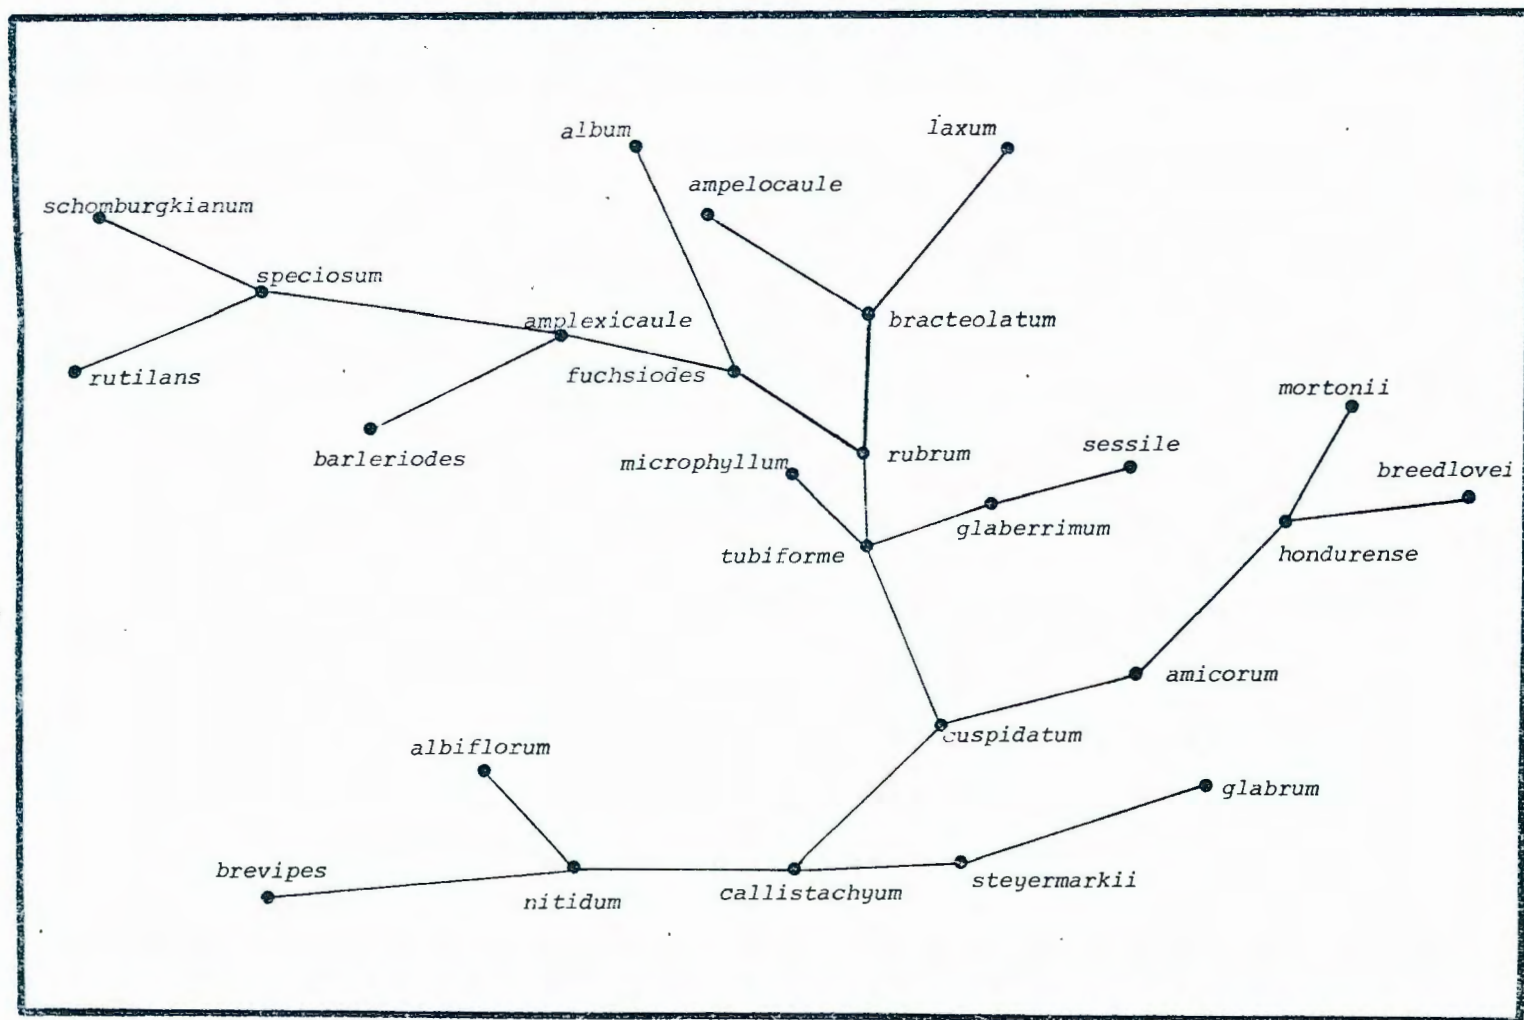 album
laxum
ampelocaule
schomburgkianum
speciosum
amplexicaule
bracteolatum
rutilans
fuchsiodes
mortonii
barleriodes
microphyllum
rubrum
sessile
breedlovei
glaberrimum
tubiforme
hondurense
amicorum
cuspidatum
albiflorum
glabrum
brevipes
nitidum
callistachyum
steyermarkii